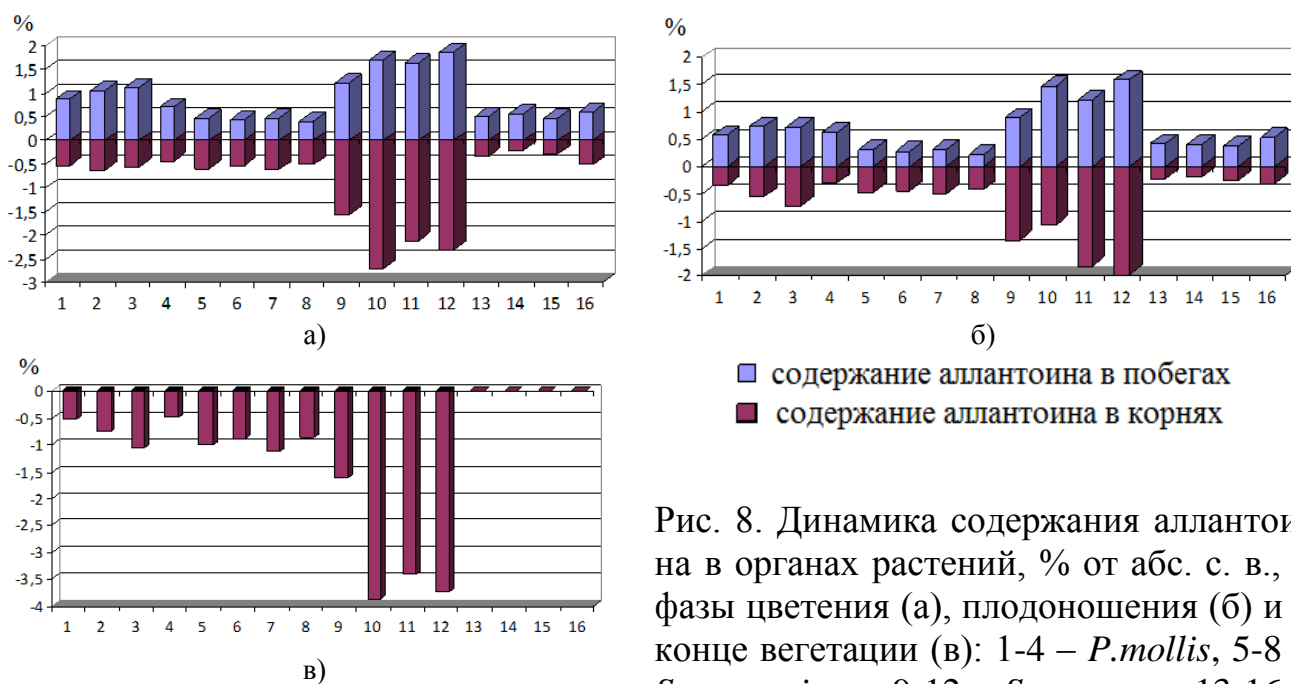 %
2
1,5
1
0,5
0
-0,5
-1
-1,5
-2
-2,5
-3
1 2 3 4 5 6 7 8 9 10 11 12 13 14 15 16
а)
%
2
1,5
1
0,5
0
-0,5
-1
-1,5
-2
1 2 3 4 5 6 7 8 9 10 11 12 13 14 15 16
б)
%
0
-0,5
-1
-1,5
-2
-2,5
-3
-3,5
-4
1 2 3 4 5 6 7 8 9 10 11 12 13 14 15 16
в)
содержание аллантоина в побегах
содержание аллантоина в корнях
Рис. 8. Динамика содержания аллантои
на в органах растений, % от абс. с. в.,
фазы цветения (а), плодоношения (б) и
конце вегетации (в): 1-4 – P.mollis, 5-8
9-12 13-16